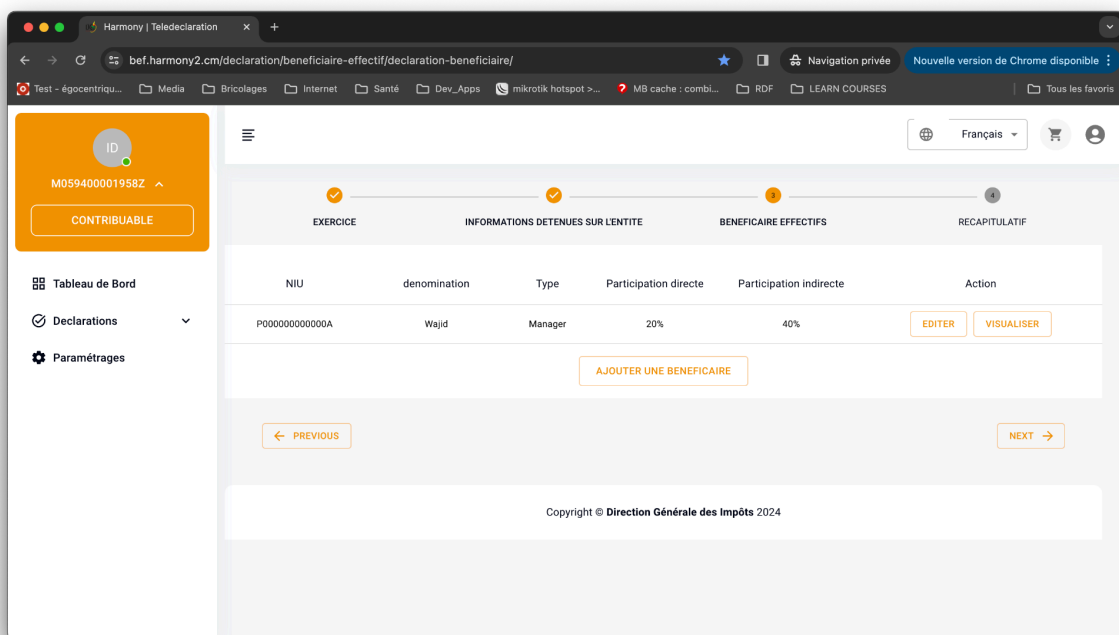 Harmony | Teledeclaration
bef.harmony2.cm/declaration/beneficiaire-effectif/declaration-beneficiaire/
Navigation privée
Nouvelle version de Chrome disponible
Test - égocentriqu...
Media
Bricolages
Internet
Santé
Dev_Apps
mikrotik hotspot >...
MB cache : combi...
RDF
LEARN COURSES
Tous les favoris
ID
M059400001958Z
CONTRIBUABLE
Tableau de Bord
Declarations
Paramétrages
Français
3
4
EXERCICE
INFORMATIONS DETENUES SUR L'ENTITE
BENEFICAIRE EFFECTIFS
RECAPITULATIF
NIU denomination Type Participation directe Participation indirecte Action
P000000000000A Wajid Manager 20% 40% EDITER VISUALISER
AJOUTER UNE BENEFICAIRE
PREVIOUS
NEXT
Copyright © Direction Générale des Impôts 2024